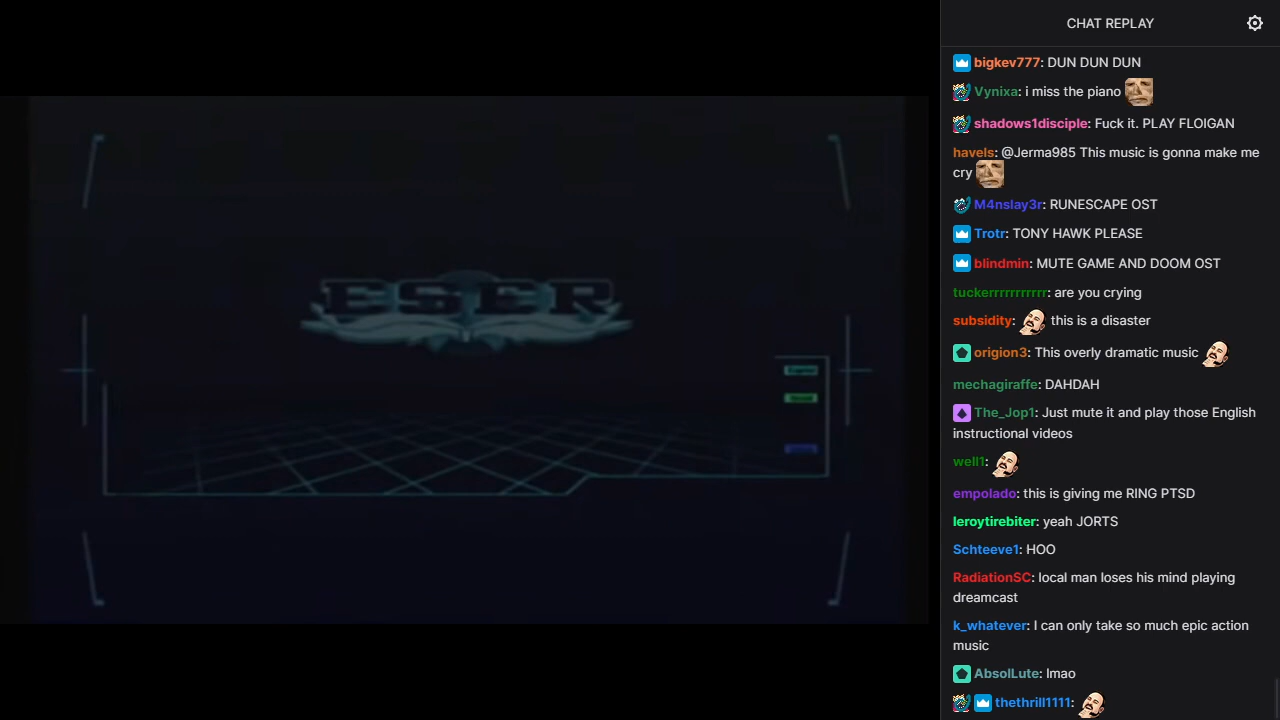 ESER
CHAT REPLAY
bigkev777: DUN DUN DUN
Vynixa: i miss the piano
shadows1disciple: Fuck it. PLAY FLOIGAN
havels: @Jerma985 This music is gonna make me
cry
M4nslay3r: RUNESCAPE OST
Trotr: TONY HAWK PLEASE
blindmin: MUTE GAME AND DOOM OST
tuckerrrrrrrrrrr: are you crying
subsidity: this is a disaster
origion3: This overly dramatic music
mechagiraffe: DAHDAH
The_Jop1: Just mute it and play those English
instructional videos
well1:
empolado: this is giving me RING PTSD
leroytirebiter: yeah JORTS
Schteeve1: HOO
RadiationSC: local man loses his mind playing
dreamcast
k_whatever: I can only take so much epic action
music
AbsolLute: lmao
thethrill1111: